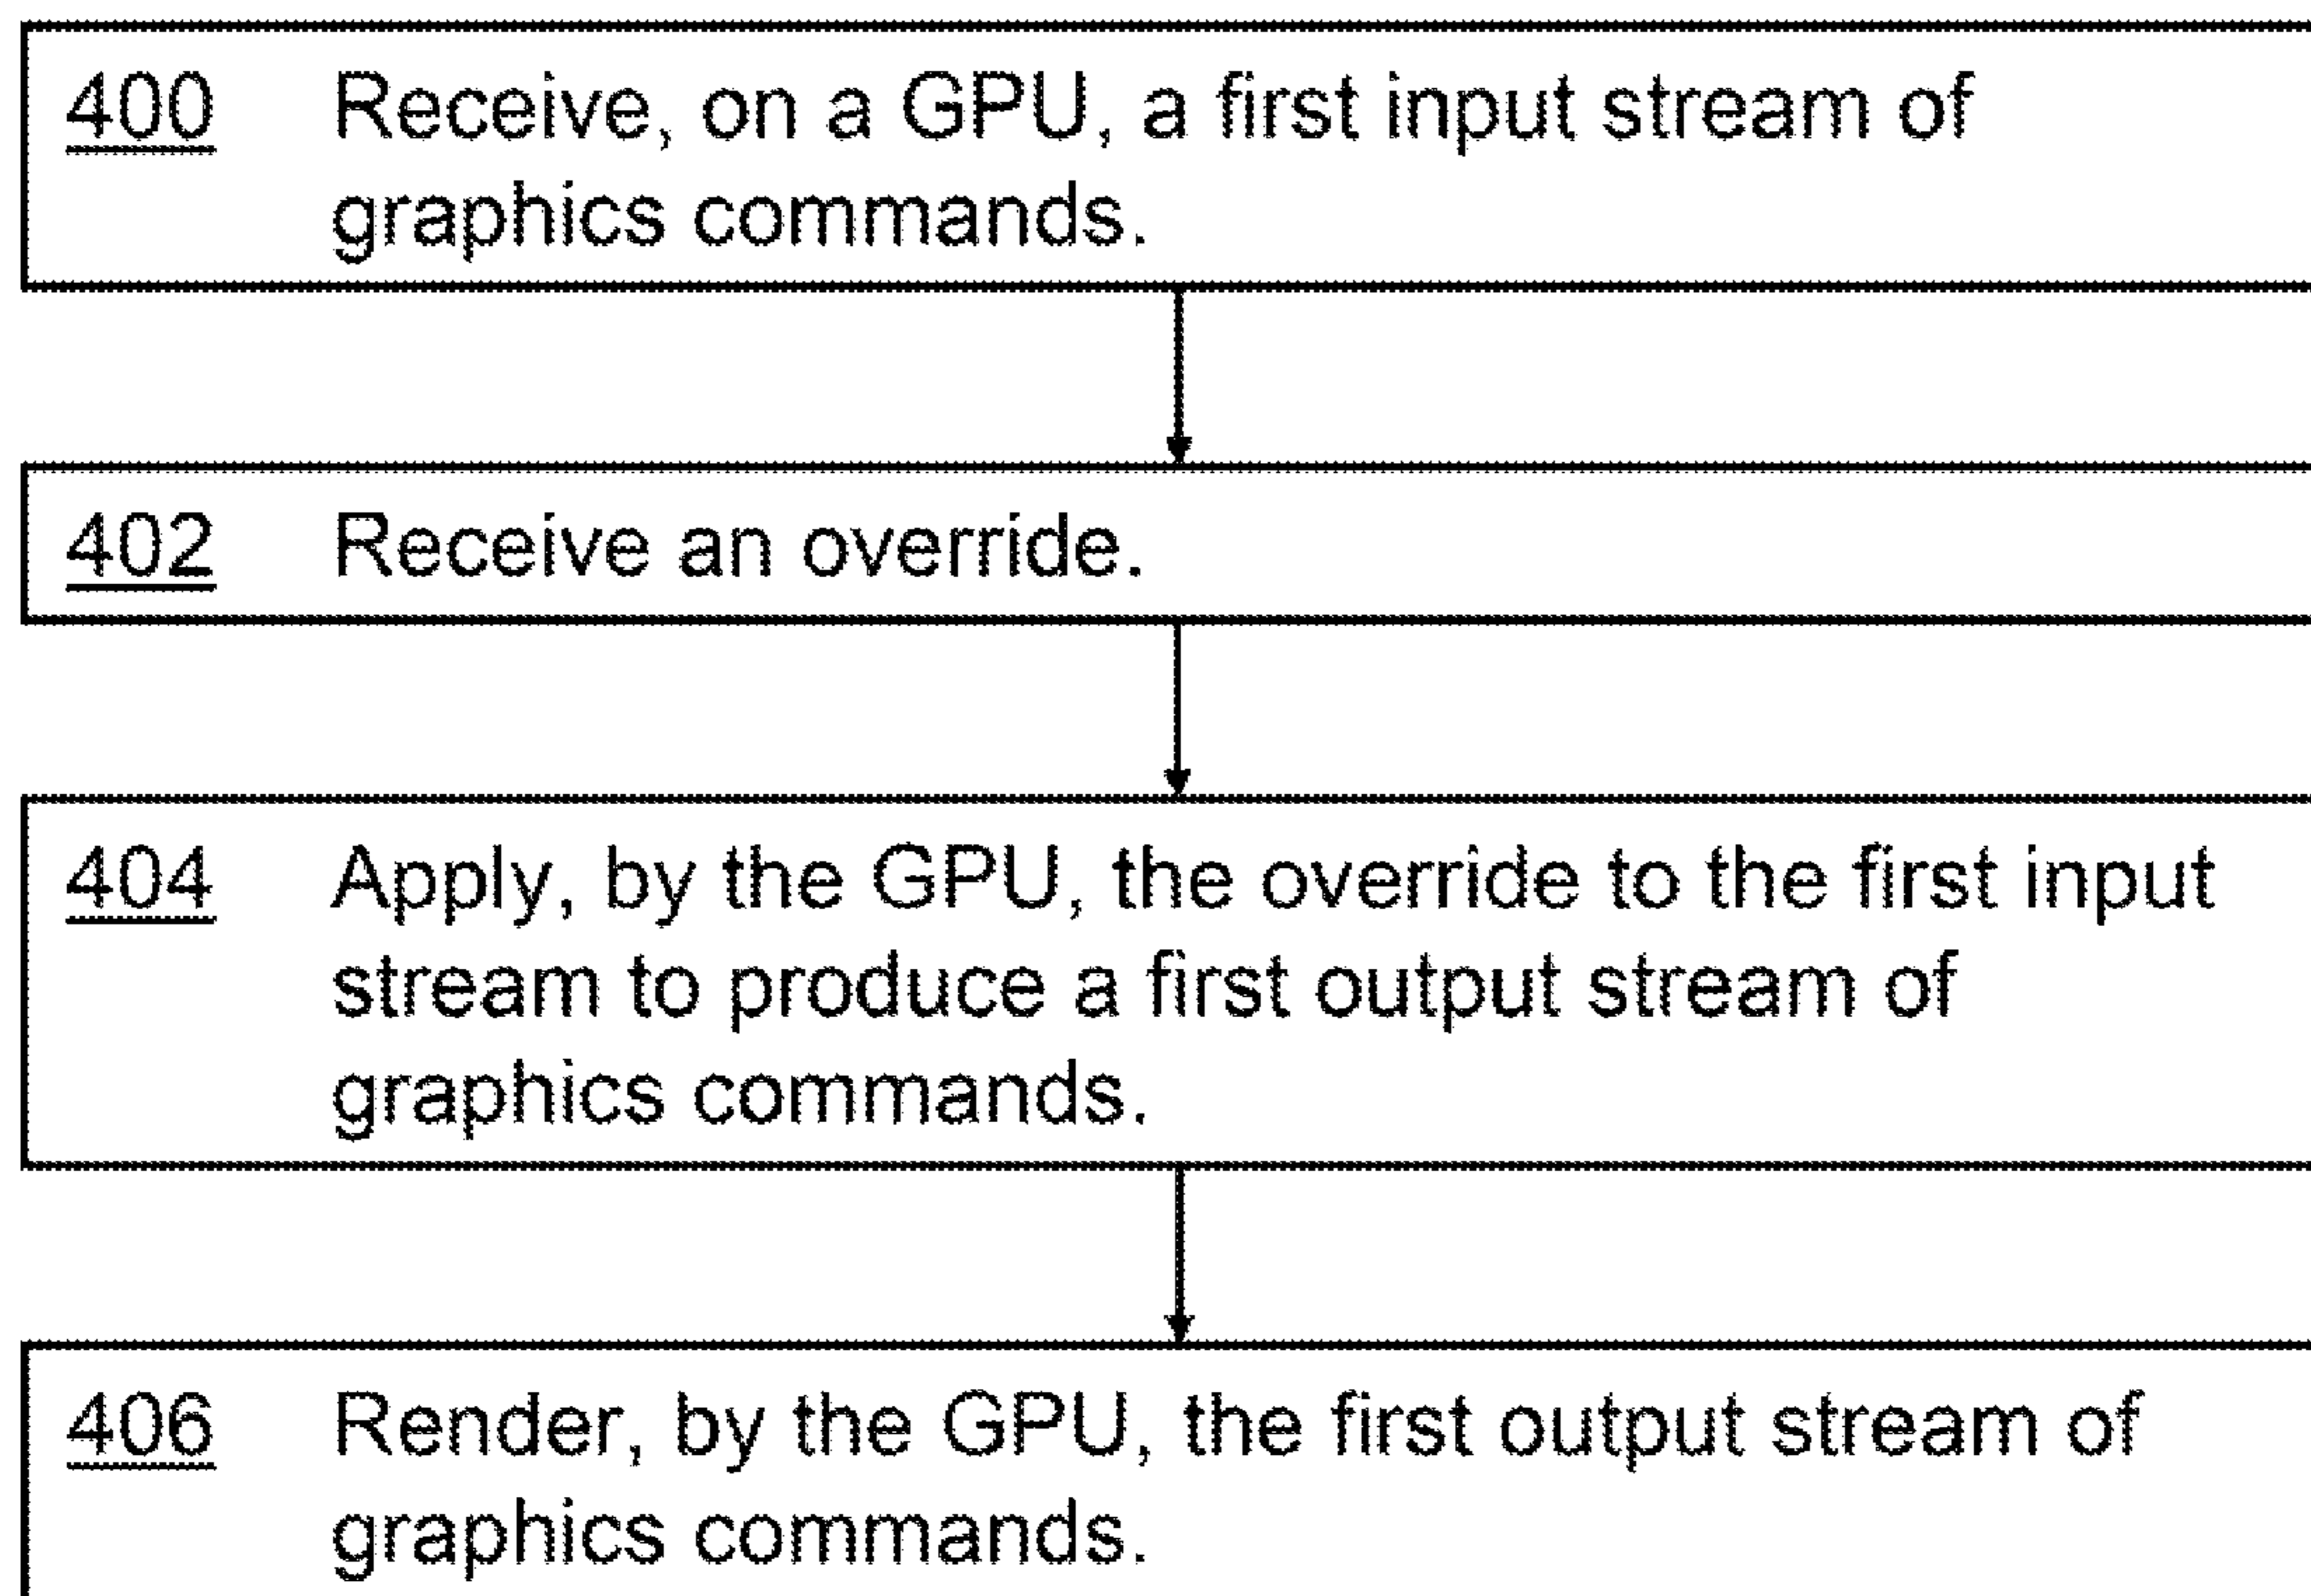 400 Receive, on a GPU, a first input stream of
graphics commands.
402 Receive an override.
404 Apply, by the GPU, the override to the first input
stream to produce a first output stream of
graphics commands.
406 Render, by the GPU, the first output stream of
graphics commands.